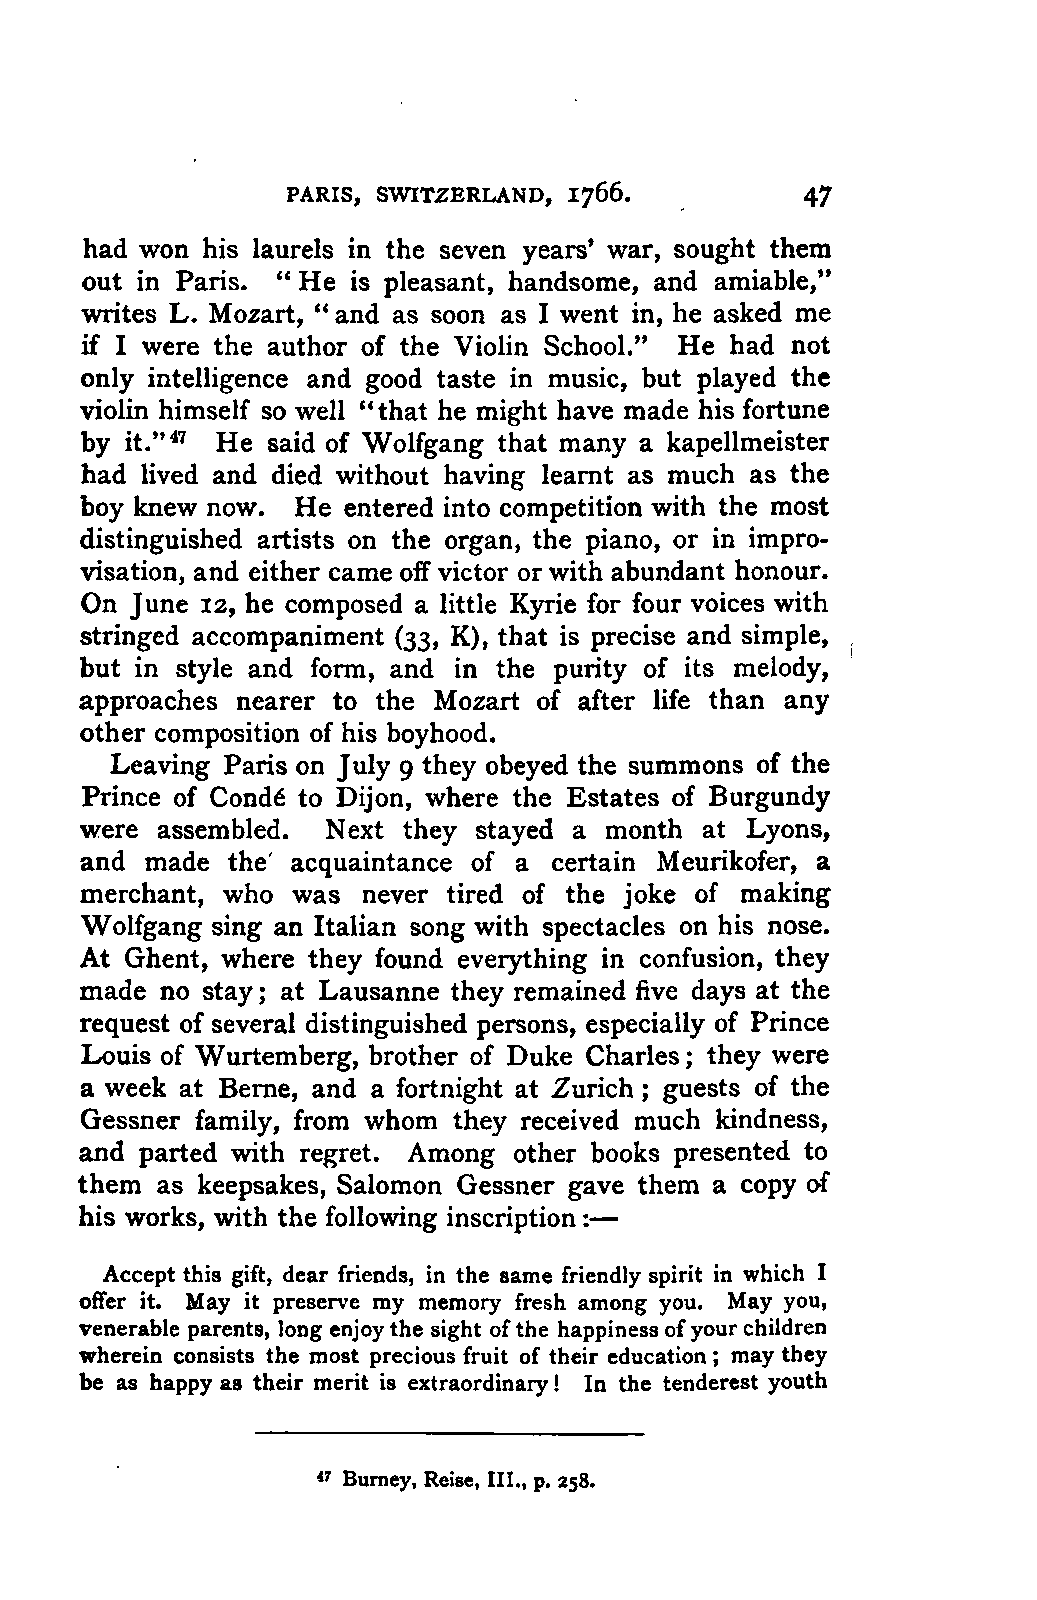 PARIS, SWITZERLAND, 1766. 47
had won his laurels in the seven years' war, sought them
out in Paris. “He is pleasant, handsome, and amiable,”
writes L. Mozart, “and as soon as I went in, he asked me
if I were the author of the Violin School.” He had not
only intelligence and good taste in music, but played the
violin himself so well “that he might have made his fortune
by it.”⁴⁷ He said of Wolfgang that many a kapellmeister
had lived and died without having learnt as much as the
boy knew now. He entered into competition with the most
distinguished artists on the organ, the piano, or in impro-
visation, and either came off victor or with abundant honour.
On June 12, he composed a little Kyrie for four voices with
stringed accompaniment (33, K), that is precise and simple,
but in style and form, and in the purity of its melody,
approaches nearer to the Mozart of after life than any
other composition of his boyhood.
Leaving Paris on July 9 they obeyed the summons of the
Prince of Condé to Dijon, where the Estates of Burgundy
were assembled. Next they stayed a month at Lyons,
and made the acquaintance of a certain Meurikofer, a
merchant, who was never tired of the joke of making
Wolfgang sing an Italian song with spectacles on his nose.
At Ghent, where they found everything in confusion, they
made no stay; at Lausanne they remained five days at the
request of several distinguished persons, especially of Prince
Louis of Wurtemberg, brother of Duke Charles; they were
a week at Berne, and a fortnight at Zurich; guests of the
Gessner family, from whom they received much kindness,
and parted with regret. Among other books presented to
them as keepsakes, Salomon Gessner gave them a copy of
his works, with the following inscription:—
Accept this gift, dear friends, in the same friendly spirit in which I
offer it. May it preserve my memory fresh among you. May you,
venerable parents, long enjoy the sight of the happiness of your children
wherein consists the most precious fruit of their education; may they
be as happy as their merit is extraordinary! In the tenderest youth
⁴⁷ Burney, Reise, III., p. 258.